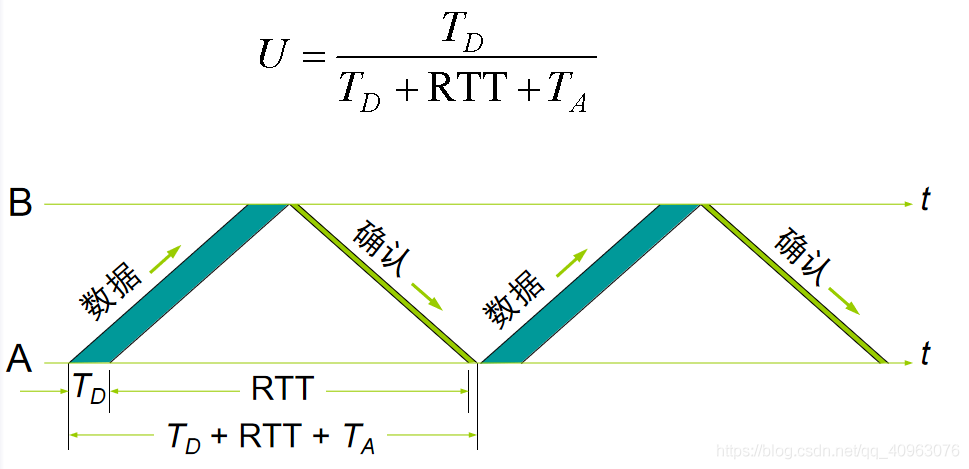 U = T_D / (T_D + RTT + T_A)
B
t
数据
确认
数据
确认
A
t
T_D
RTT
T_D + RTT + T_A
https://blog.csdn.net/qq_40963076